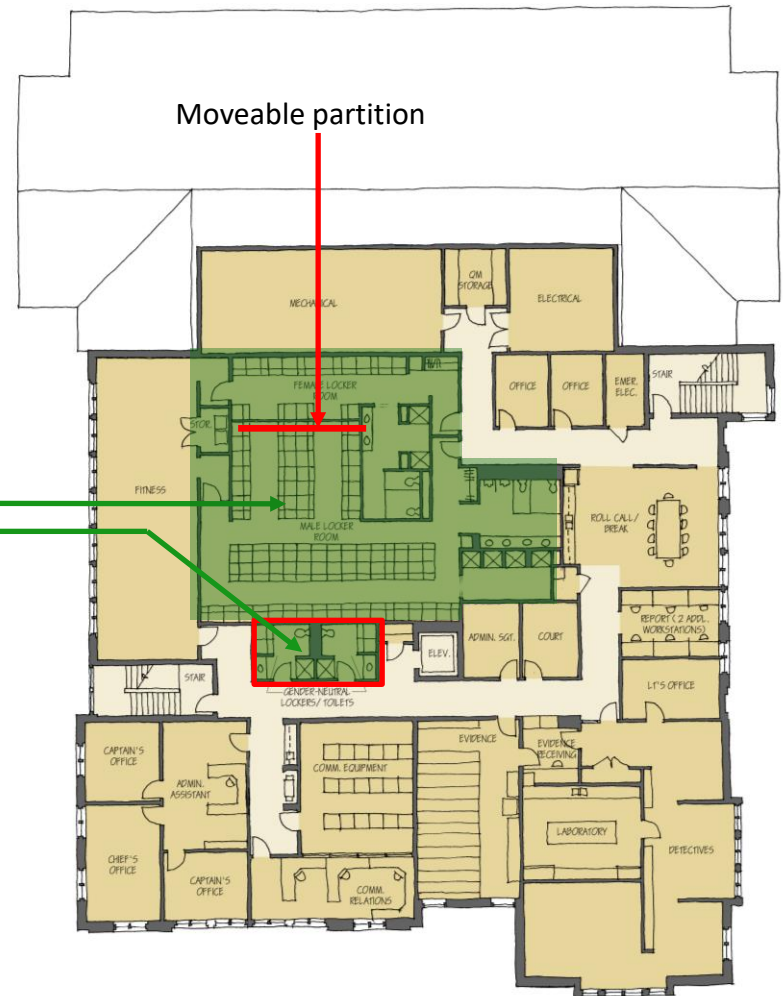 Moveable partition
MECHANICAL
QM
STORAGE
ELECTRICAL
FEMALE LOCKER
ROOM
OFFICE
OFFICE
EMER.
ELEC.
STAIR
STOR.
FITNESS
MALE LOCKER
ROOM
ROLL CALL/
BREAK
ADMIN. SGT.
COURT
REPORT (2 ADDL.
WORKSTATIONS)
ELEV.
STAIR
GENDER-NEUTRAL
LOCKERS/ TOILETS
LT'S OFFICE
CAPTAIN'S
OFFICE
ADMIN.
ASSISTANT
COMM. EQUIPMENT
EVIDENCE
EVIDENCE
RECEIVING
LABORATORY
DETECTIVES
CHIEF'S
OFFICE
CAPTAIN'S
OFFICE
COMM.
RELATIONS